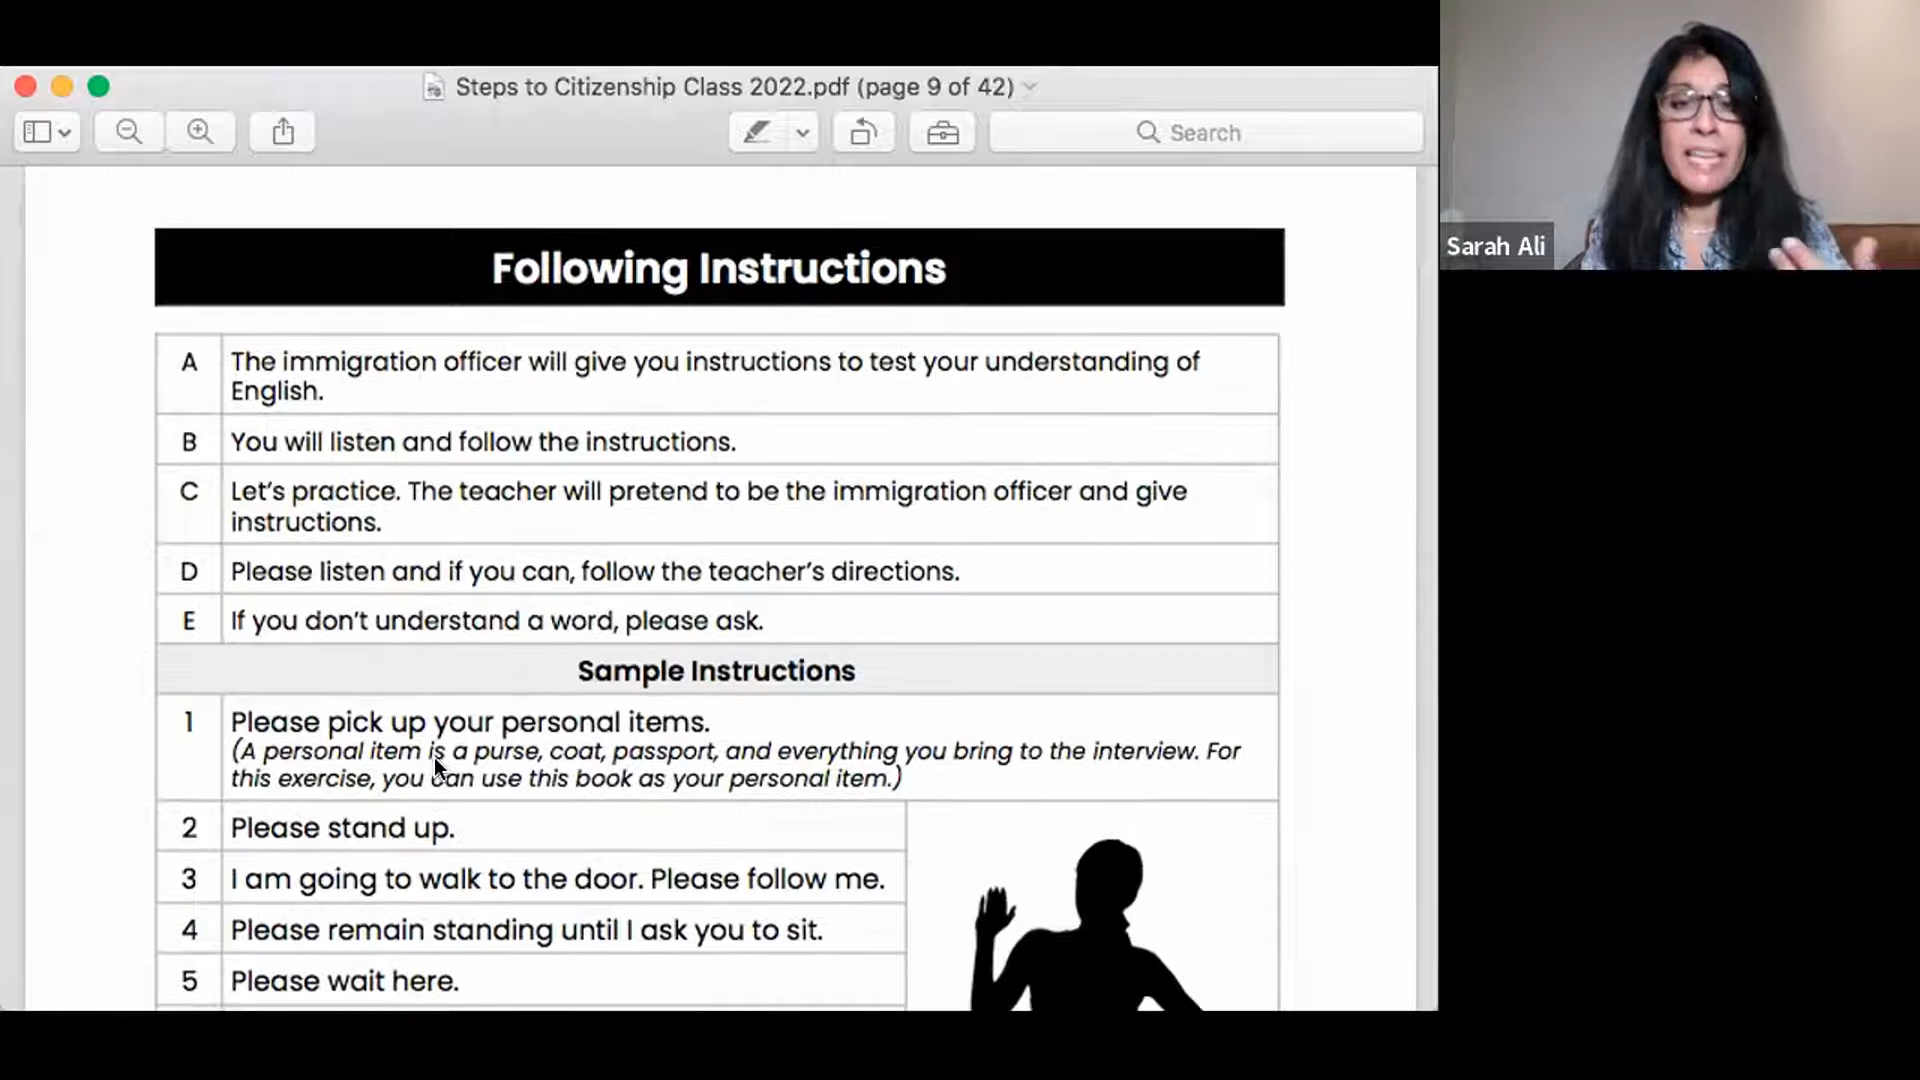 Steps to Citizenship Class 2022.pdf (page 9 of 42)
Search
Sarah Ali
Following Instructions
A The immigration officer will give you instructions to test your understanding of
English.
B You will listen and follow the instructions.
C Let's practice. The teacher will pretend to be the immigration officer and give
instructions.
D Please listen and if you can, follow the teacher's directions.
E If you don't understand a word, please ask.
Sample Instructions
1 Please pick up your personal items.
(A personal item is a purse, coat, passport, and everything you bring to the interview. For
this exercise, you can use this book as your personal item.)
2 Please stand up.
3 I am going to walk to the door. Please follow me.
4 Please remain standing until I ask you to sit.
5 Please wait here.